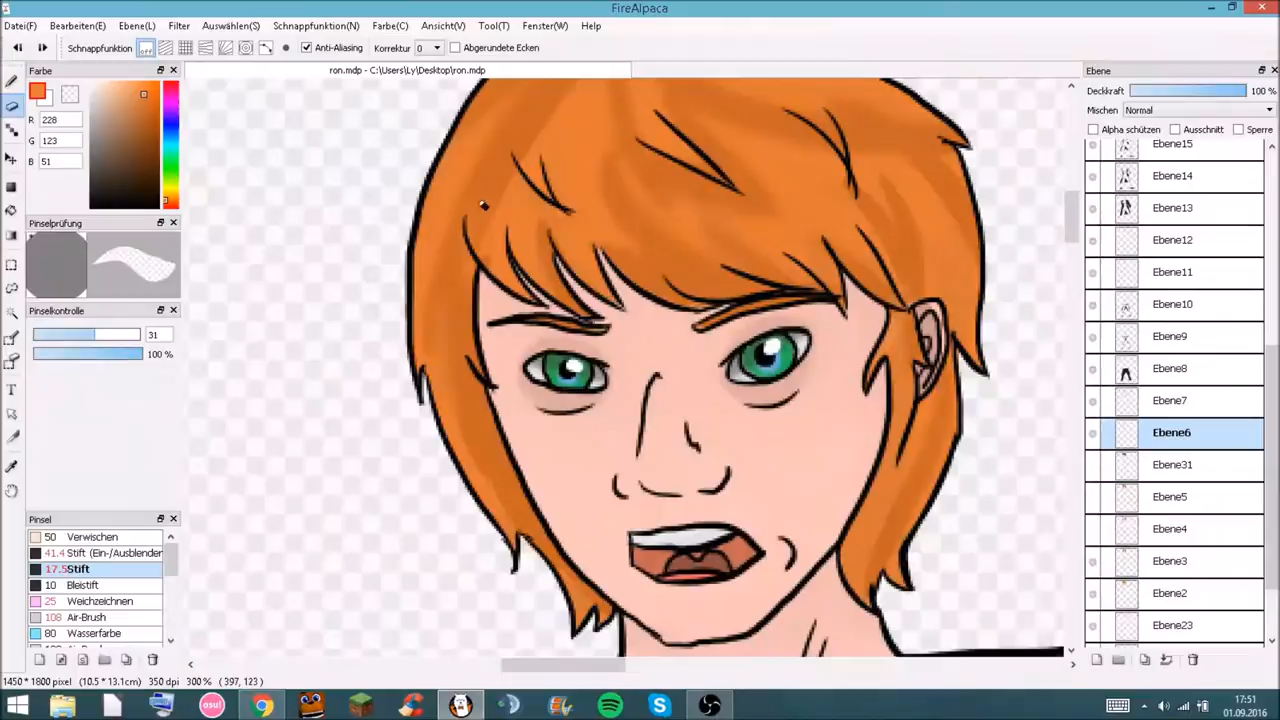 FireAlpaca
Datei(F) Bearbeiten(E) Ebene(L) Filter Auswählen(S) Schnappfunktion(N) Farbe(C) Ansicht(V) Tool(T) Fenster(W) Help
Schnappfunktion off Anti-Aliasing Korrektur 0 Abgerundete Ecken
Farbe
ron.mdp - C:\Users\Ly\Desktop\ron.mdp
Ebene
Deckkraft 100 %
Mischen Normal
R 228
Alpha schützen Ausschnitt Sperre
G 123
B 51
Ebene15
Ebene14
Ebene13
Pinselprüfung
Ebene12
Ebene11
Ebene10
Pinselkontrolle
31
Ebene9
100 %
Ebene8
Ebene7
Ebene6
Ebene31
Ebene5
Pinsel
Ebene4
50 Verwischen
41.4 Stift (Ein-/Ausblenden
Ebene3
17.5 Stift
10 Bleistift
Ebene2
25 Weichzeichnen
108 Air-Brush
Ebene23
80 Wasserfarbe
1450 * 1800 pixel (10.5 * 13.1cm) 350 dpi 300 % ( 397, 123 )
osu!
17:51
01.09.2016